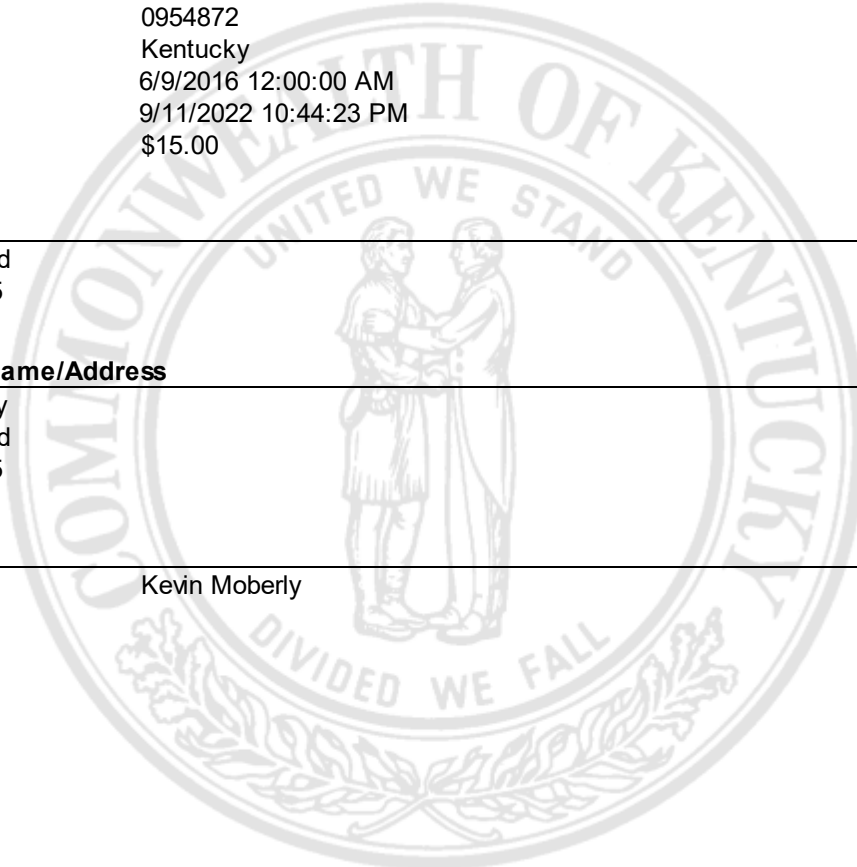 0954872
Kentucky
6/9/2016 12:00:00 AM
9/11/2022 10:44:23 PM
$15.00
COMMONWEALTH OF KENTUCKY
UNITED WE STAND
d
5
ame/Address
y
d
5
Kevin Moberly
DIVIDED WE FALL